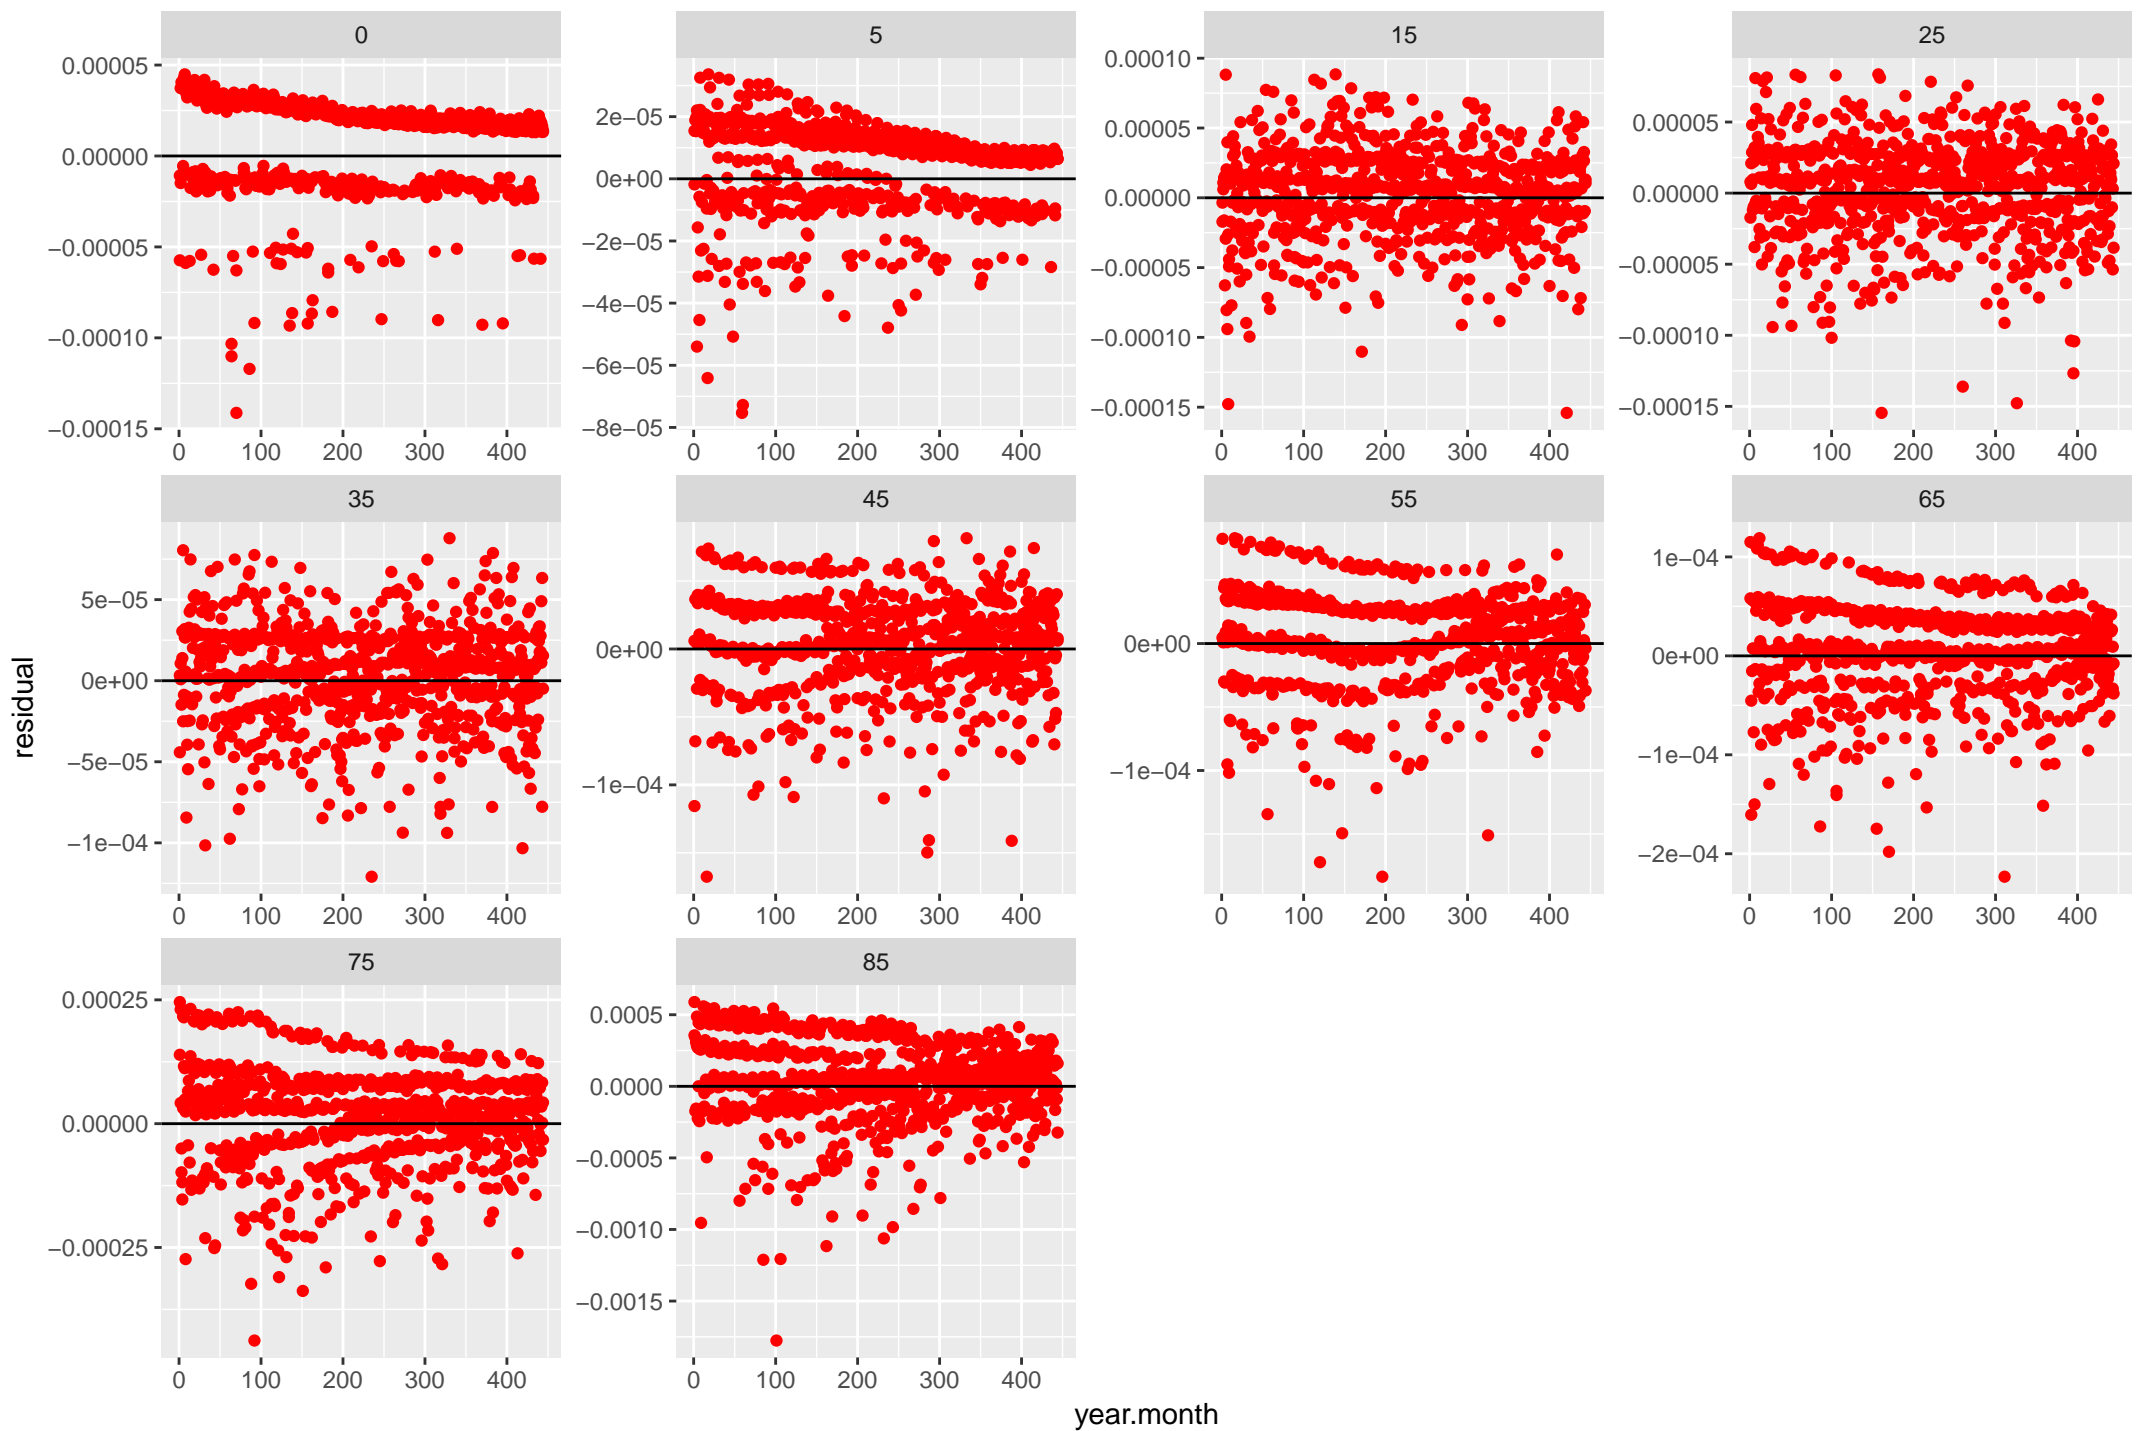 0 5 15 25
0.00005 0.00000 −0.00005 −0.00010 −0.00015
2e−05 0e+00 −2e−05 −4e−05 −6e−05 −8e−05
0.00010 0.00005 0.00000 −0.00005 −0.00010 −0.00015
0.00005 0.00000 −0.00005 −0.00010 −0.00015
0 100 200 300 400 0 100 200 300 400 0 100 200 300 400 0 100 200 300 400
35 45 55 65
residual
5e−05 0e+00 −5e−05 −1e−04
0e+00 −1e−04
0e+00 −1e−04
1e−04 0e+00 −1e−04 −2e−04
0 100 200 300 400 0 100 200 300 400 0 100 200 300 400 0 100 200 300 400
75 85
0.00025 0.00000 −0.00025
0.0005 0.0000 −0.0005 −0.0010 −0.0015
0 100 200 300 400 0 100 200 300 400
year.month